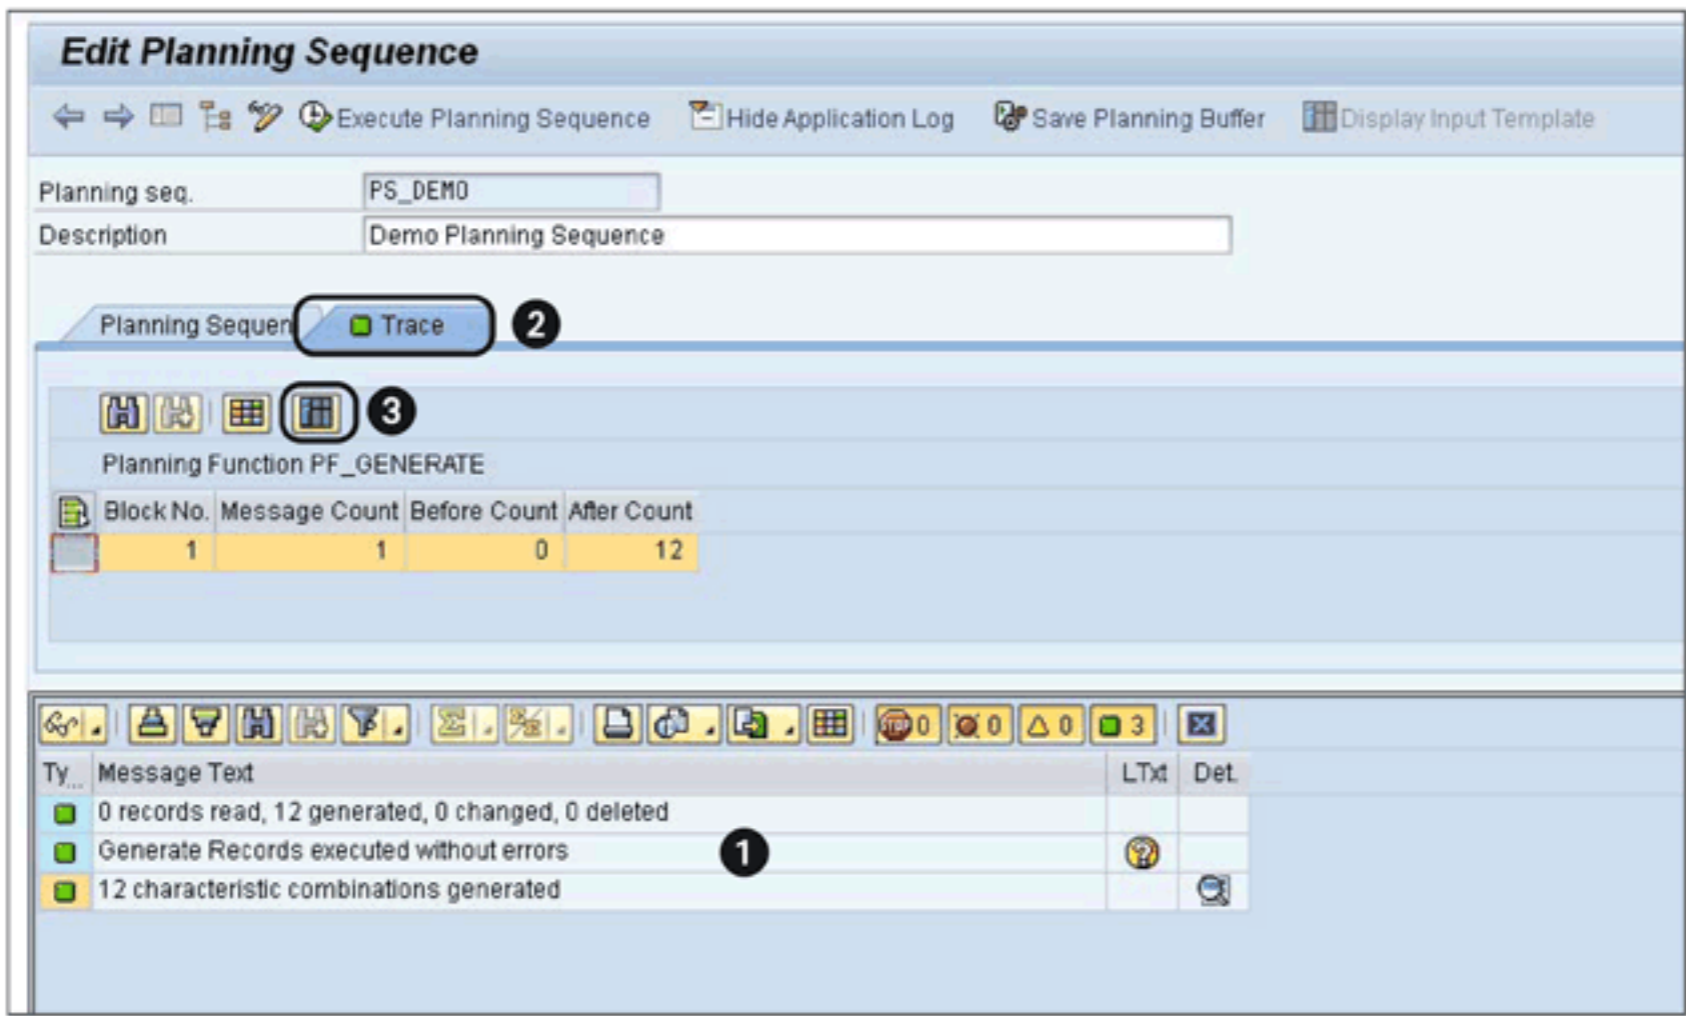 Edit Planning Sequence
Execute Planning Sequence Hide Application Log Save Planning Buffer Display Input Template
Planning seq. PS_DEMO
Description Demo Planning Sequence
Planning Sequen Trace 2
3
Planning Function PF_GENERATE
Block No. Message Count Before Count After Count
1 1 0 12
STOP 0 0 0 3
Ty... Message Text LTxt Det.
0 records read, 12 generated, 0 changed, 0 deleted
Generate Records executed without errors 1
12 characteristic combinations generated